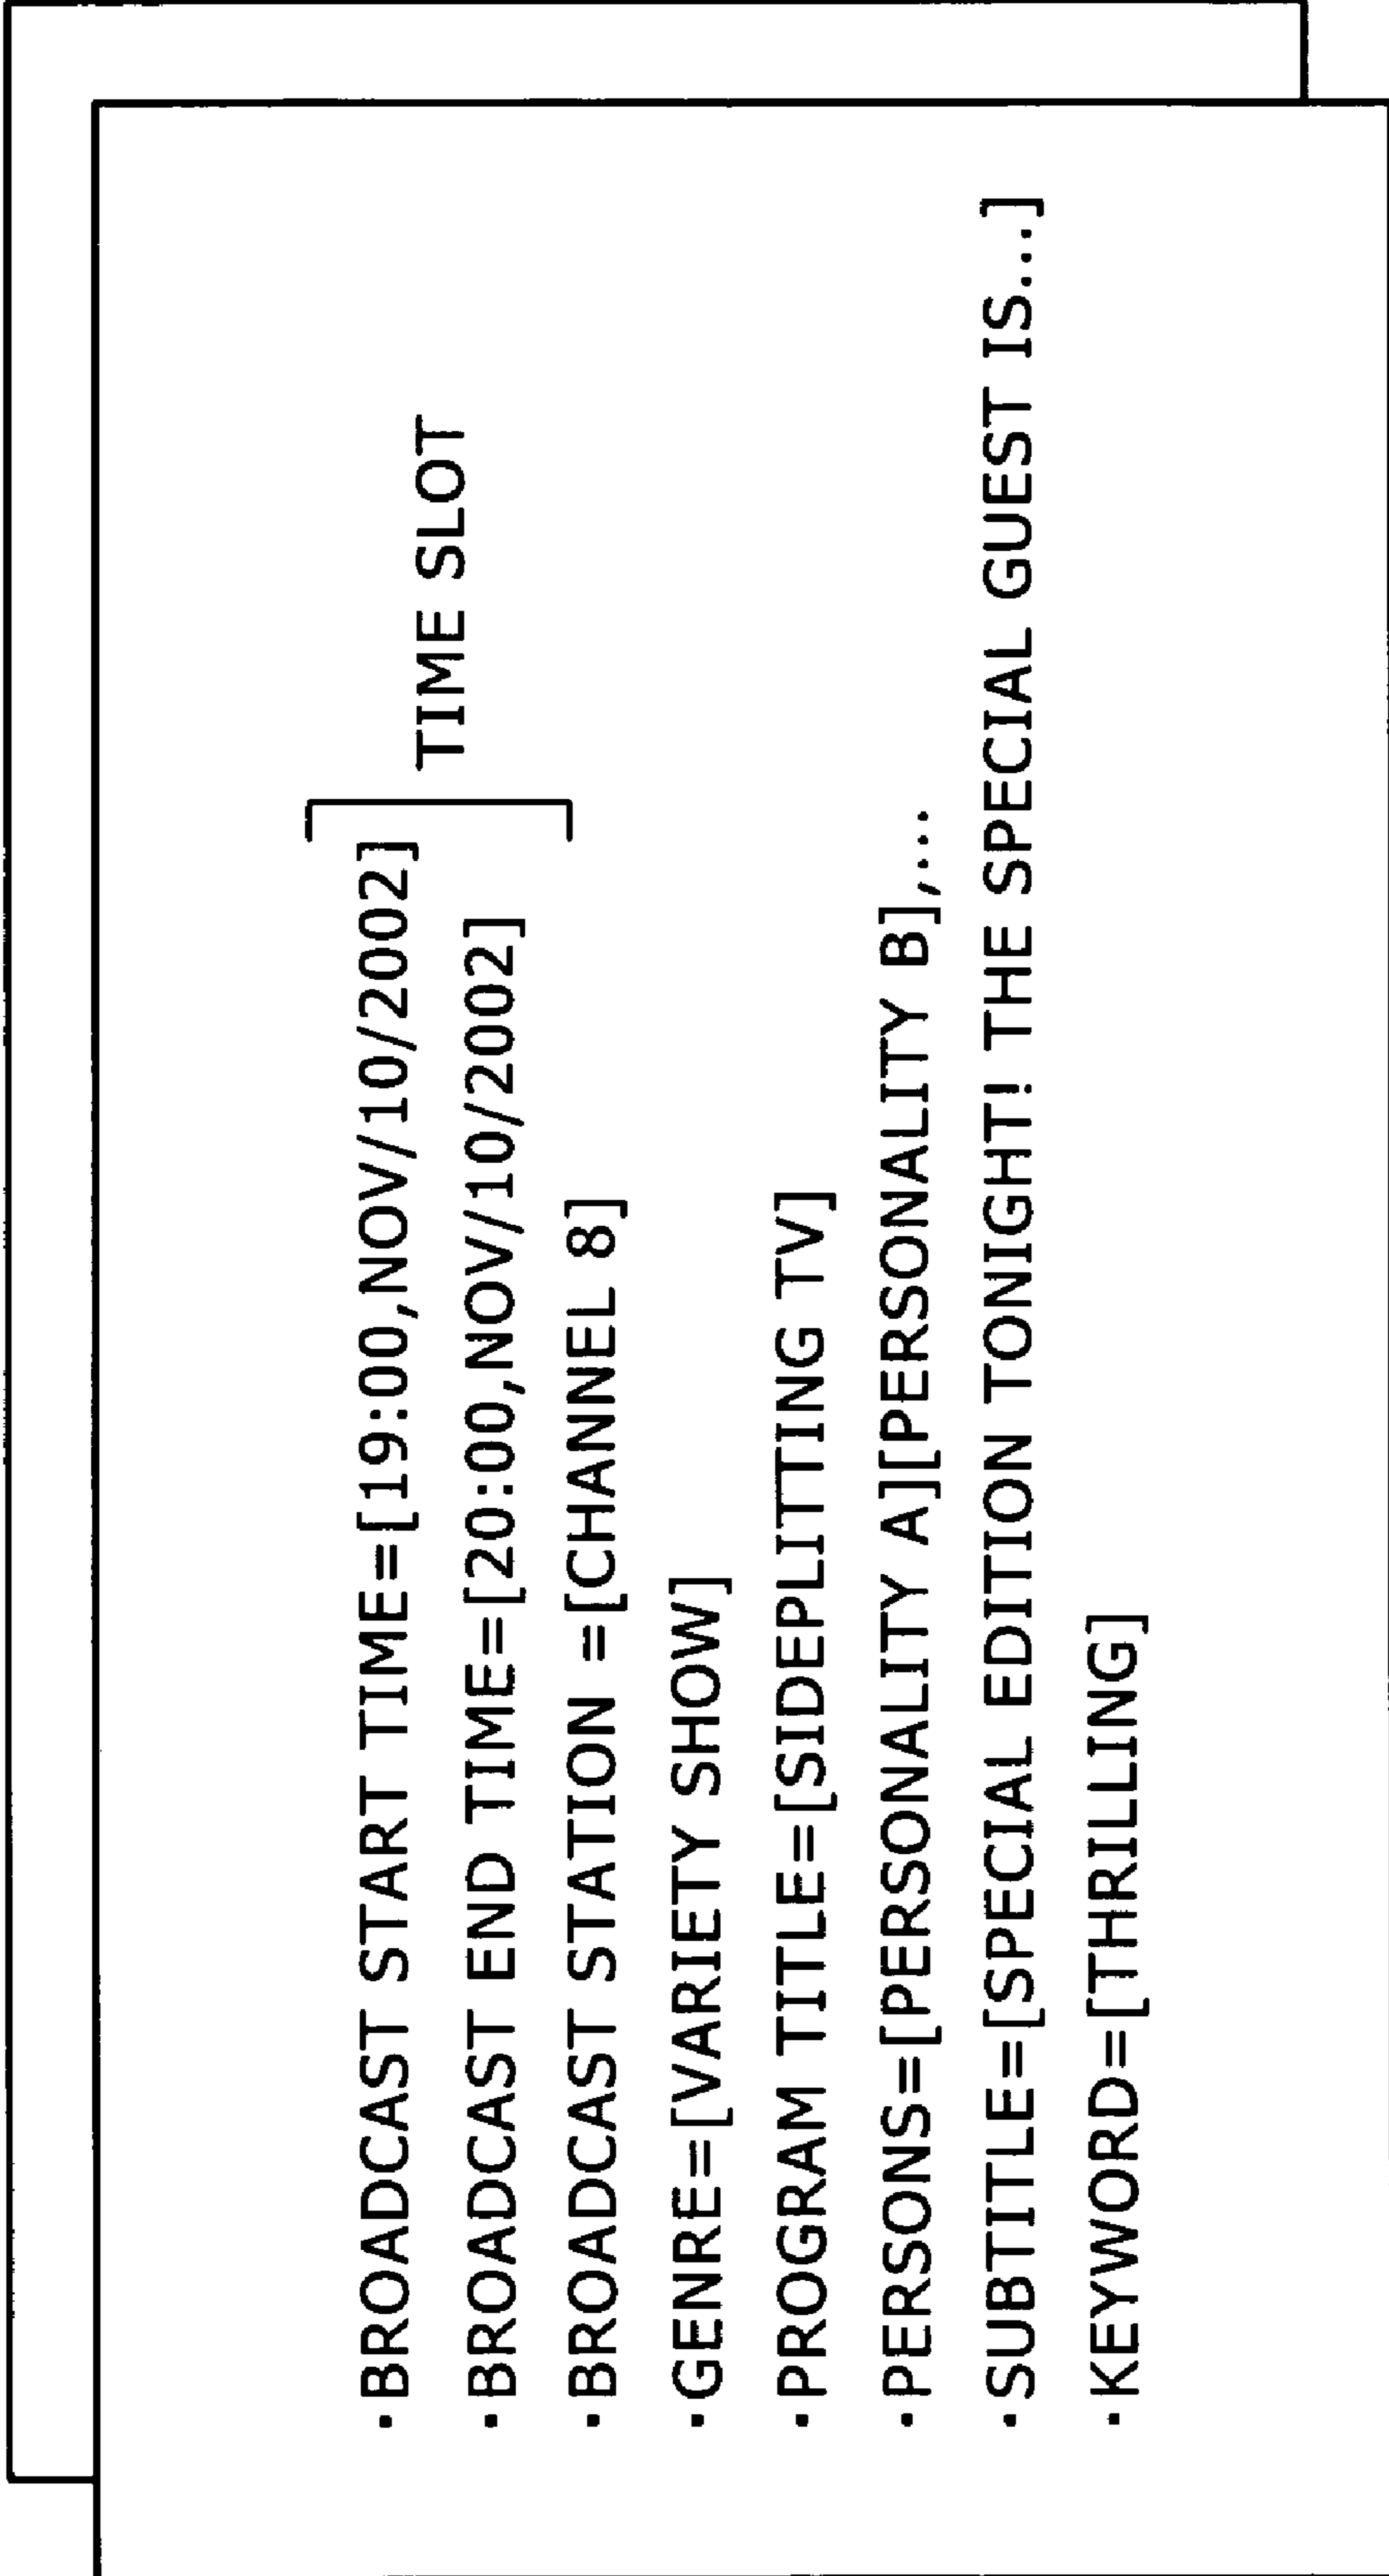 ·BROADCAST START TIME=[19:00,NOV/10/2002]
TIME SLOT
·BROADCAST END TIME=[20:00,NOV/10/2002]
·BROADCAST STATION =[CHANNEL 8]
·GENRE=[VARIETY SHOW]
·PROGRAM TITLE=[SIDEPLITTING TV]
·PERSONS=[PERSONALITY A][PERSONALITY B],...
·SUBTITLE=[SPECIAL EDITION TONIGHT! THE SPECIAL GUEST IS...]
·KEYWORD=[THRILLING]